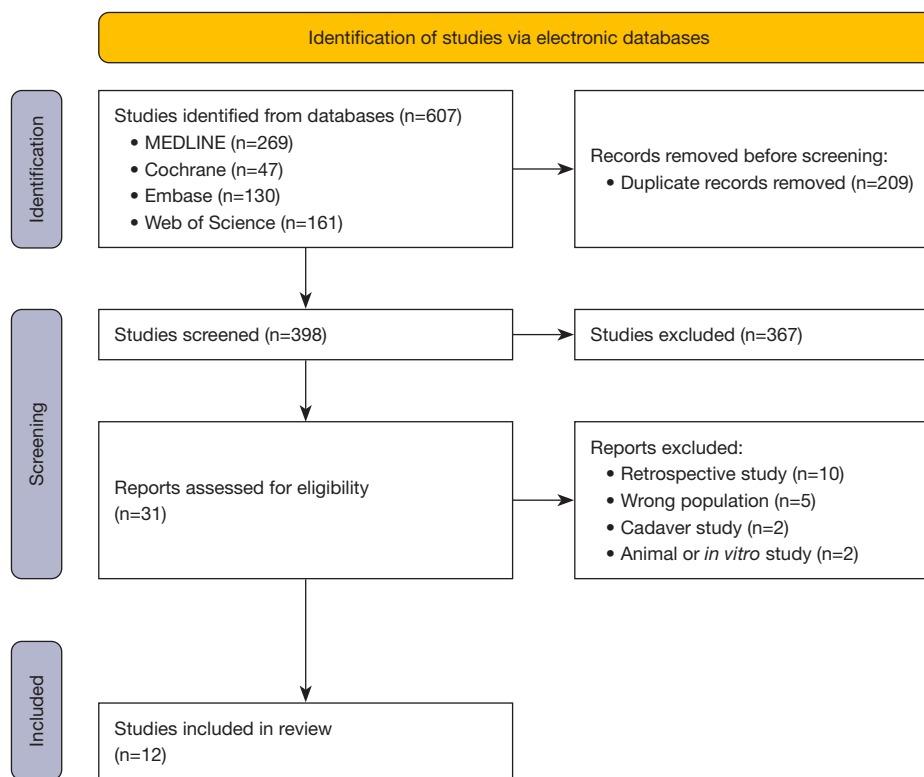 Identification of studies via electronic databases
Identification
Studies identified from databases (n=607)
• MEDLINE (n=269)
• Cochrane (n=47)
• Embase (n=130)
• Web of Science (n=161)
Records removed before screening:
• Duplicate records removed (n=209)
Screening
Studies screened (n=398)
Studies excluded (n=367)
Reports assessed for eligibility
(n=31)
Reports excluded:
• Retrospective study (n=10)
• Wrong population (n=5)
• Cadaver study (n=2)
• Animal or in vitro study (n=2)
Included
Studies included in review
(n=12)